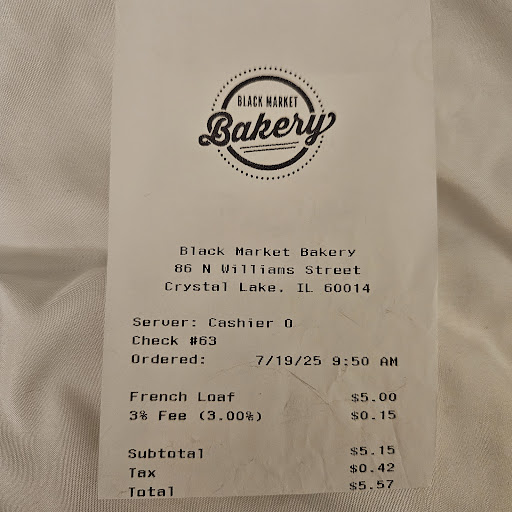 BLACK MARKET
Bakery
Black Market Bakery
86 N Williams Street
Crystal Lake, IL 60014
Server: Cashier 0
Check #63
Ordered: 7/19/25 9:50 AM
French Loaf $5.00
3% Fee (3.00%) $0.15
Subtotal $5.15
Tax $0.42
Total $5.57